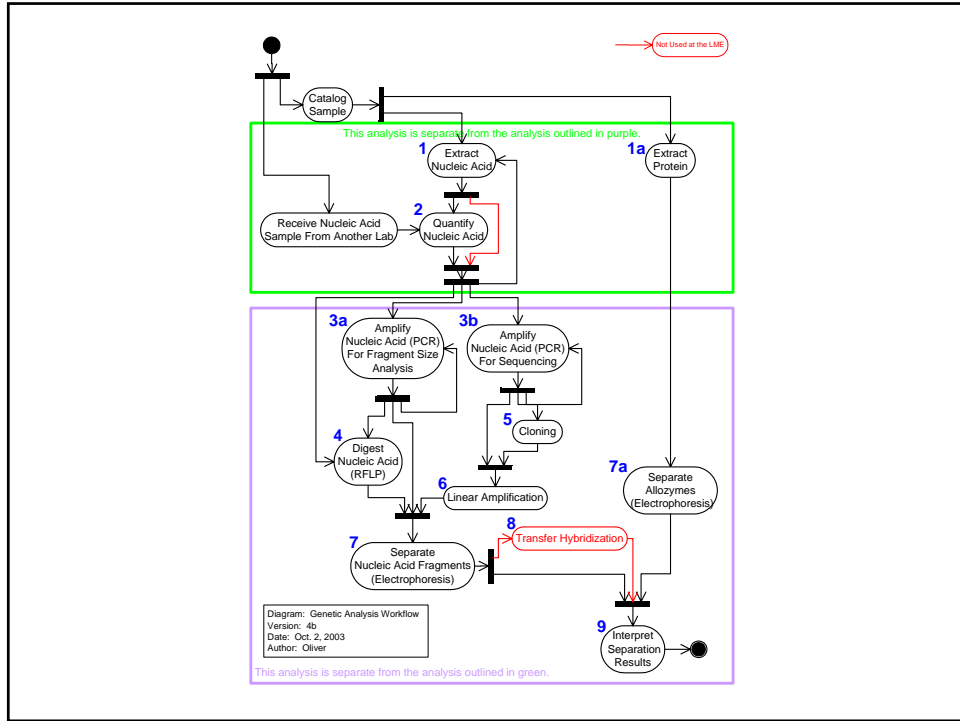 Not Used at the LME
Catalog
Sample
This analysis is separate from the analysis outlined in purple.
1
Extract
Nucleic Acid
1a
Extract
Protein
2
Receive Nucleic Acid
Sample From Another Lab
Quantify
Nucleic Acid
3a
Amplify
Nucleic Acid (PCR)
For Fragment Size
Analysis
3b
Amplify
Nucleic Acid (PCR)
For Sequencing
5
Cloning
4
Digest
Nucleic Acid
(RFLP)
6
Linear Amplification
7a
Separate
Allozymes
(Electrophoresis)
7
Separate
Nucleic Acid Fragments
(Electrophoresis)
8
Transfer Hybridization
9
Interpret
Separation
Results
Diagram: Genetic Analysis Workflow
Version: 4b
Date: Oct. 2, 2003
Author: Oliver
This analysis is separate from the analysis outlined in green.